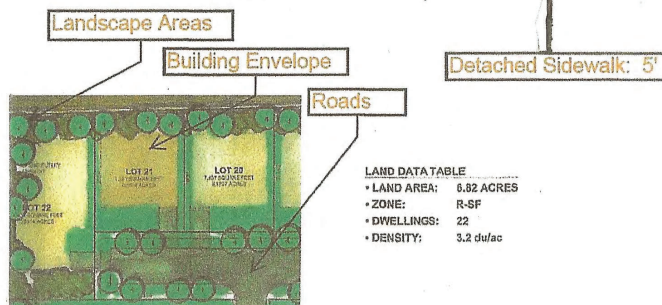 Landscape Areas
Building Envelope
Detached Sidewalk: 5'
Roads
LOT 21
LOT 20
LOT 22
LAND DATA TABLE
• LAND AREA: 6.82 ACRES
• ZONE: R-SF
• DWELLINGS: 22
• DENSITY: 3.2 du/ac